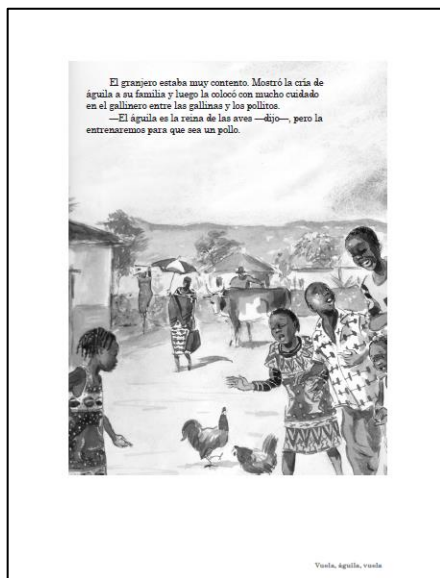 El granjero estaba muy contento. Mostró la cría de
águila a su familia y luego la colocó con mucho cuidado
en el gallinero entre las gallinas y los pollitos.
—El águila es la reina de las aves —dijo—, pero la
entrenaremos para que sea un pollo.
Vuela, águila, vuela